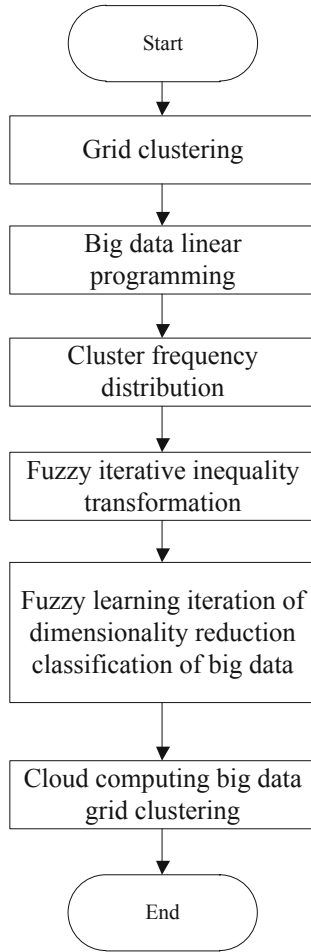 Start
Grid clustering
Big data linear
programming
Cluster frequency
distribution
Fuzzy iterative inequality
transformation
Fuzzy learning iteration of
dimensionality reduction
classification of big data
Cloud computing big data
grid clustering
End